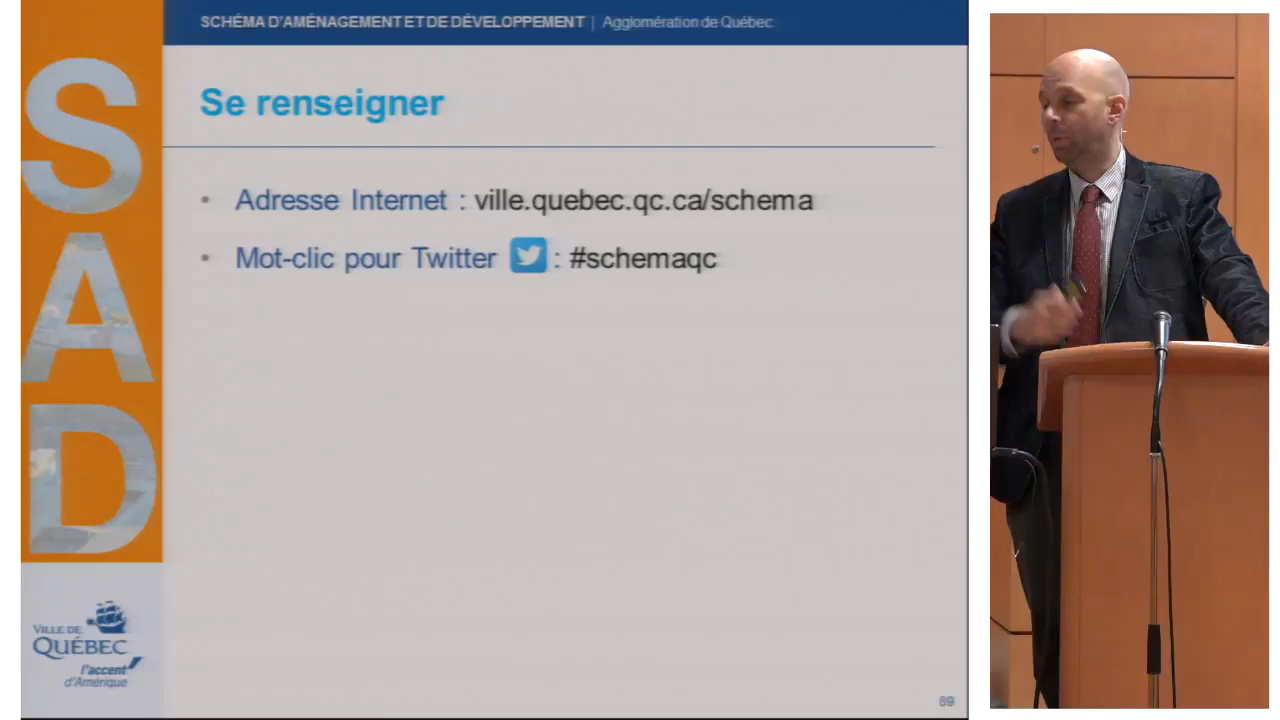 SCHÉMA D'AMÉNAGEMENT ET DE DÉVELOPPEMENT | Agglomération de Québec
SAD
Se renseigner
• Adresse Internet : ville.quebec.qc.ca/schema
• Mot-clic pour Twitter : #schemaqc
VILLE DE
QUÉBEC
l'accent
d'Amérique
89